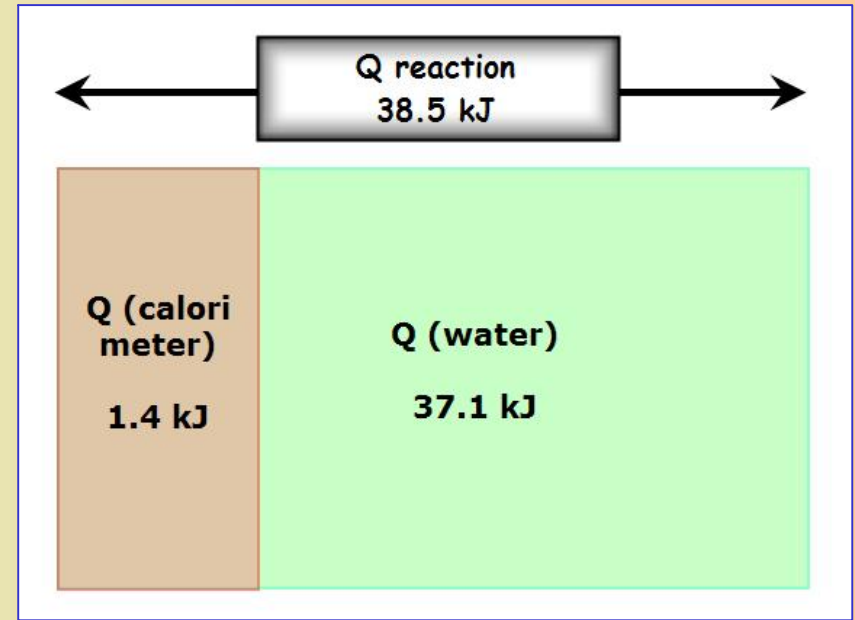 Q reaction
38.5 kJ
Q (calori
meter)
1.4 kJ
Q (water)
37.1 kJ